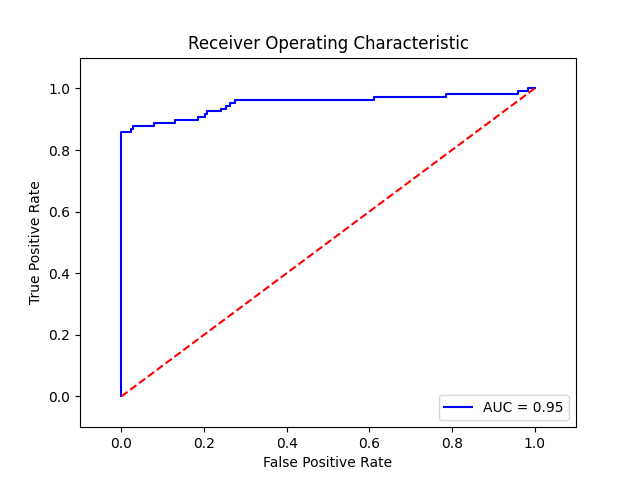 Receiver Operating Characteristic
True Positive Rate
1.0
0.8
0.6
0.4
0.2
0.0
AUC = 0.95
0.0 0.2 0.4 0.6 0.8 1.0
False Positive Rate